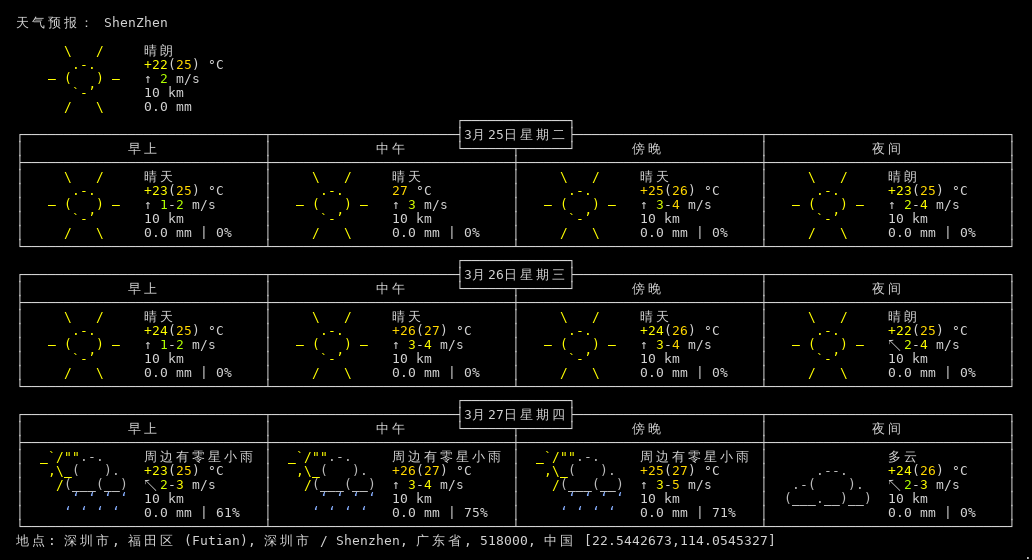 天气预报： ShenZhen
晴朗
+22(25) °C
↑ 2 m/s
10 km
0.0 mm
3月25日星期二
早上 中午 傍晚 夜间
晴天 晴天 晴天 晴朗
+23(25) °C 27 °C +25(26) °C +23(25) °C
↑ 1-2 m/s ↑ 3 m/s ↑ 3-4 m/s ↑ 2-4 m/s
10 km 10 km 10 km 10 km
0.0 mm | 0% 0.0 mm | 0% 0.0 mm | 0% 0.0 mm | 0%
3月26日星期三
早上 中午 傍晚 夜间
晴天 晴天 晴天 晴朗
+24(25) °C +26(27) °C +24(26) °C +22(25) °C
↑ 1-2 m/s ↑ 3-4 m/s ↑ 3-4 m/s ↖ 2-4 m/s
10 km 10 km 10 km 10 km
0.0 mm | 0% 0.0 mm | 0% 0.0 mm | 0% 0.0 mm | 0%
3月27日星期四
早上 中午 傍晚 夜间
周边有零星小雨 周边有零星小雨 周边有零星小雨 多云
+23(25) °C +26(27) °C +25(27) °C +24(26) °C
↖ 2-3 m/s ↑ 3-4 m/s ↑ 3-5 m/s ↖ 2-3 m/s
10 km 10 km 10 km 10 km
0.0 mm | 61% 0.0 mm | 75% 0.0 mm | 71% 0.0 mm | 0%
地点: 深圳市, 福田区 (Futian), 深圳市 / Shenzhen, 广东省, 518000, 中国 [22.5442673,114.0545327]